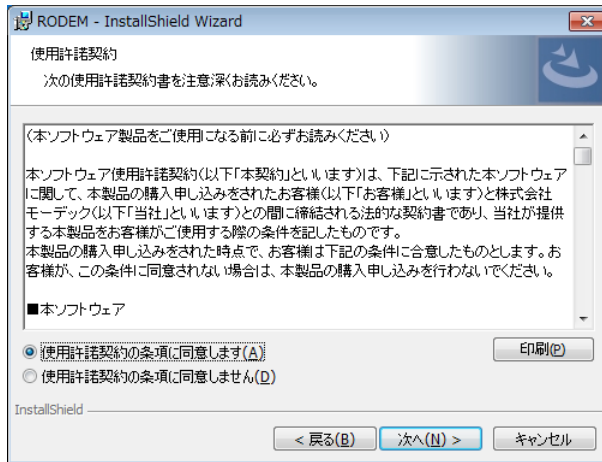 RODEM - InstallShield Wizard
使用許諾契約
次の使用許諾契約書を注意深くお読みください。
(本ソフトウェア製品をご使用になる前に必ずお読みください)
本ソフトウェア使用許諾契約(以下「本契約」といいます)は、下記に示された本ソフトウェア
に関して、本製品の購入申し込みをされたお客様(以下「お客様」といいます)と株式会社
モーデック(以下「当社」といいます)との間に締結される法的な契約書であり、当社が提供
する本製品をお客様がご使用する際の条件を記したものです。
本製品の購入申し込みをされた時点で、お客様は下記の条件に合意したものとします。お
客様が、この条件に同意されない場合は、本製品の購入申し込みを行わないでください。
■本ソフトウェア
使用許諾契約の条項に同意します(A)
印刷(P)
使用許諾契約の条項に同意しません(D)
InstallShield
< 戻る(B)
次へ(N) >
キャンセル